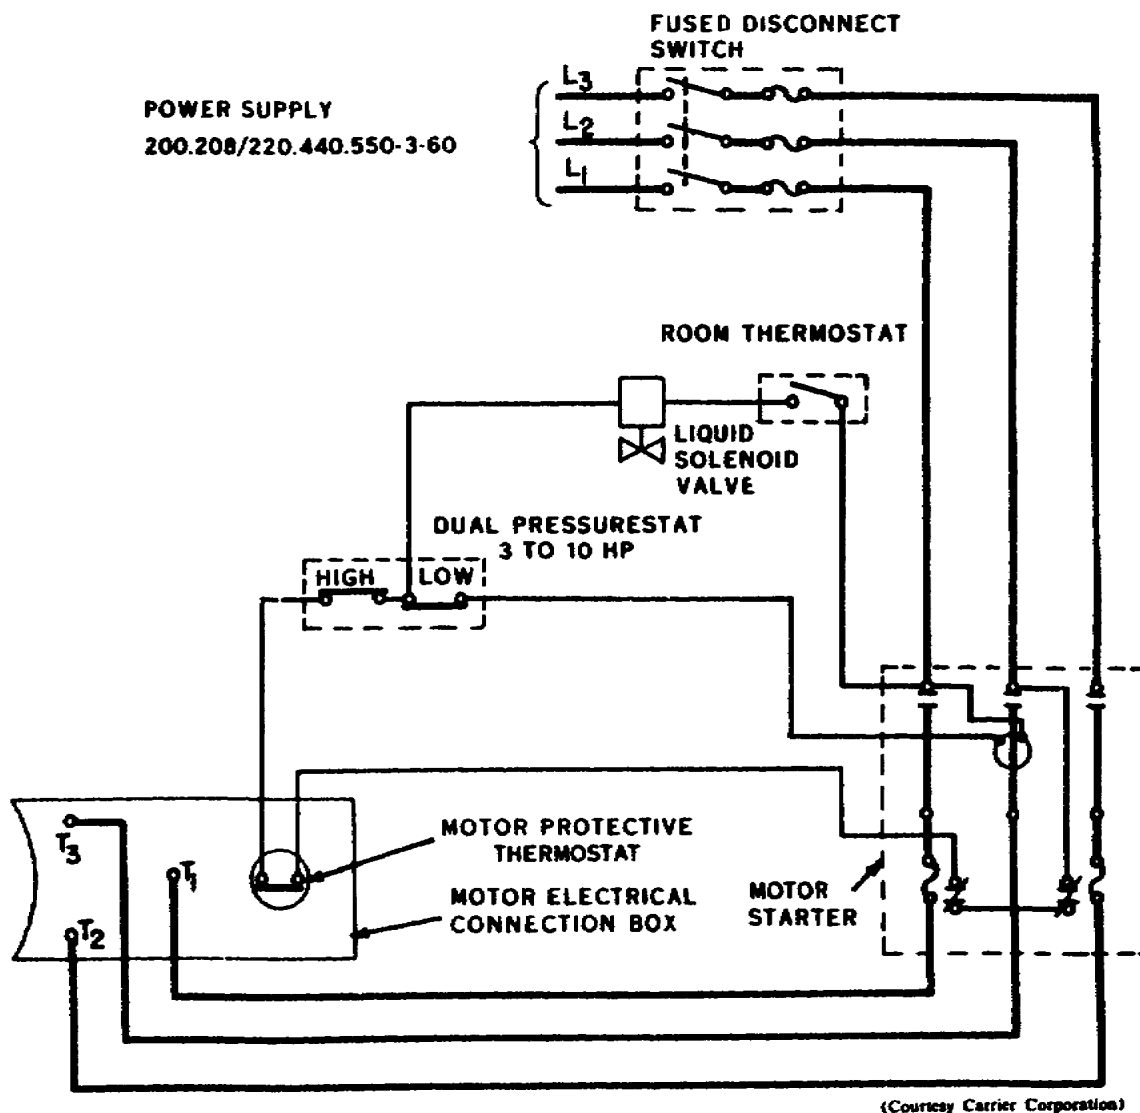 FUSED DISCONNECT
SWITCH
L3
POWER SUPPLY
L2
200.208/220.440.550-3-60
L1
ROOM THERMOSTAT
LIQUID
SOLENOID
VALVE
DUAL PRESSURESTAT
3 TO 10 HP
HIGH
LOW
MOTOR PROTECTIVE
THERMOSTAT
T3
T1
MOTOR ELECTRICAL
CONNECTION BOX
MOTOR
STARTER
T2
(Courtesy Carrier Corporation)